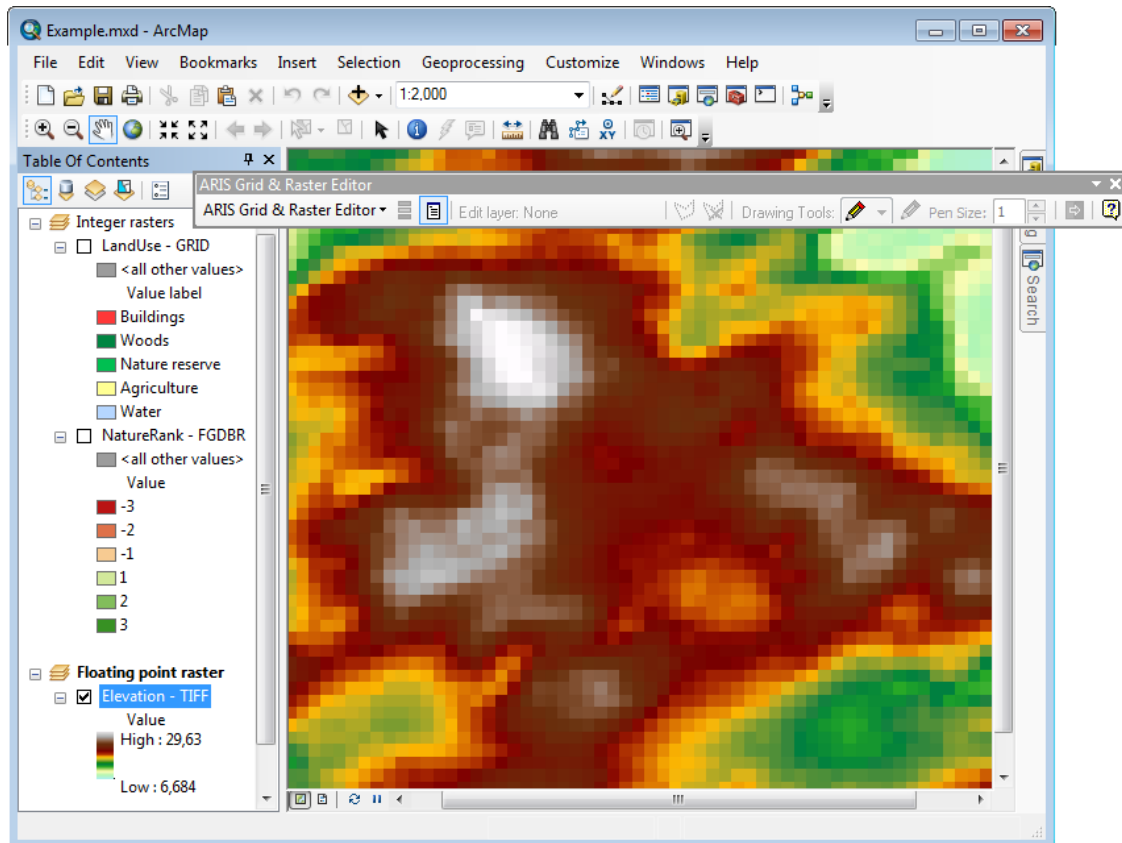 Example.mxd - ArcMap
File Edit View Bookmarks Insert Selection Geoprocessing Customize Windows Help
1:2,000
XY
Table Of Contents
ARIS Grid & Raster Editor
ARIS Grid & Raster Editor Edit layer: None Drawing Tools: Pen Size: 1
Integer rasters
LandUse - GRID
<all other values>
Value label
Buildings
Woods
Nature reserve
Agriculture
Water
NatureRank - FGDBR
<all other values>
Value
-3
-2
-1
1
2
3
Floating point raster
Elevation - TIFF
Value
High : 29,63
Low : 6,684
Search